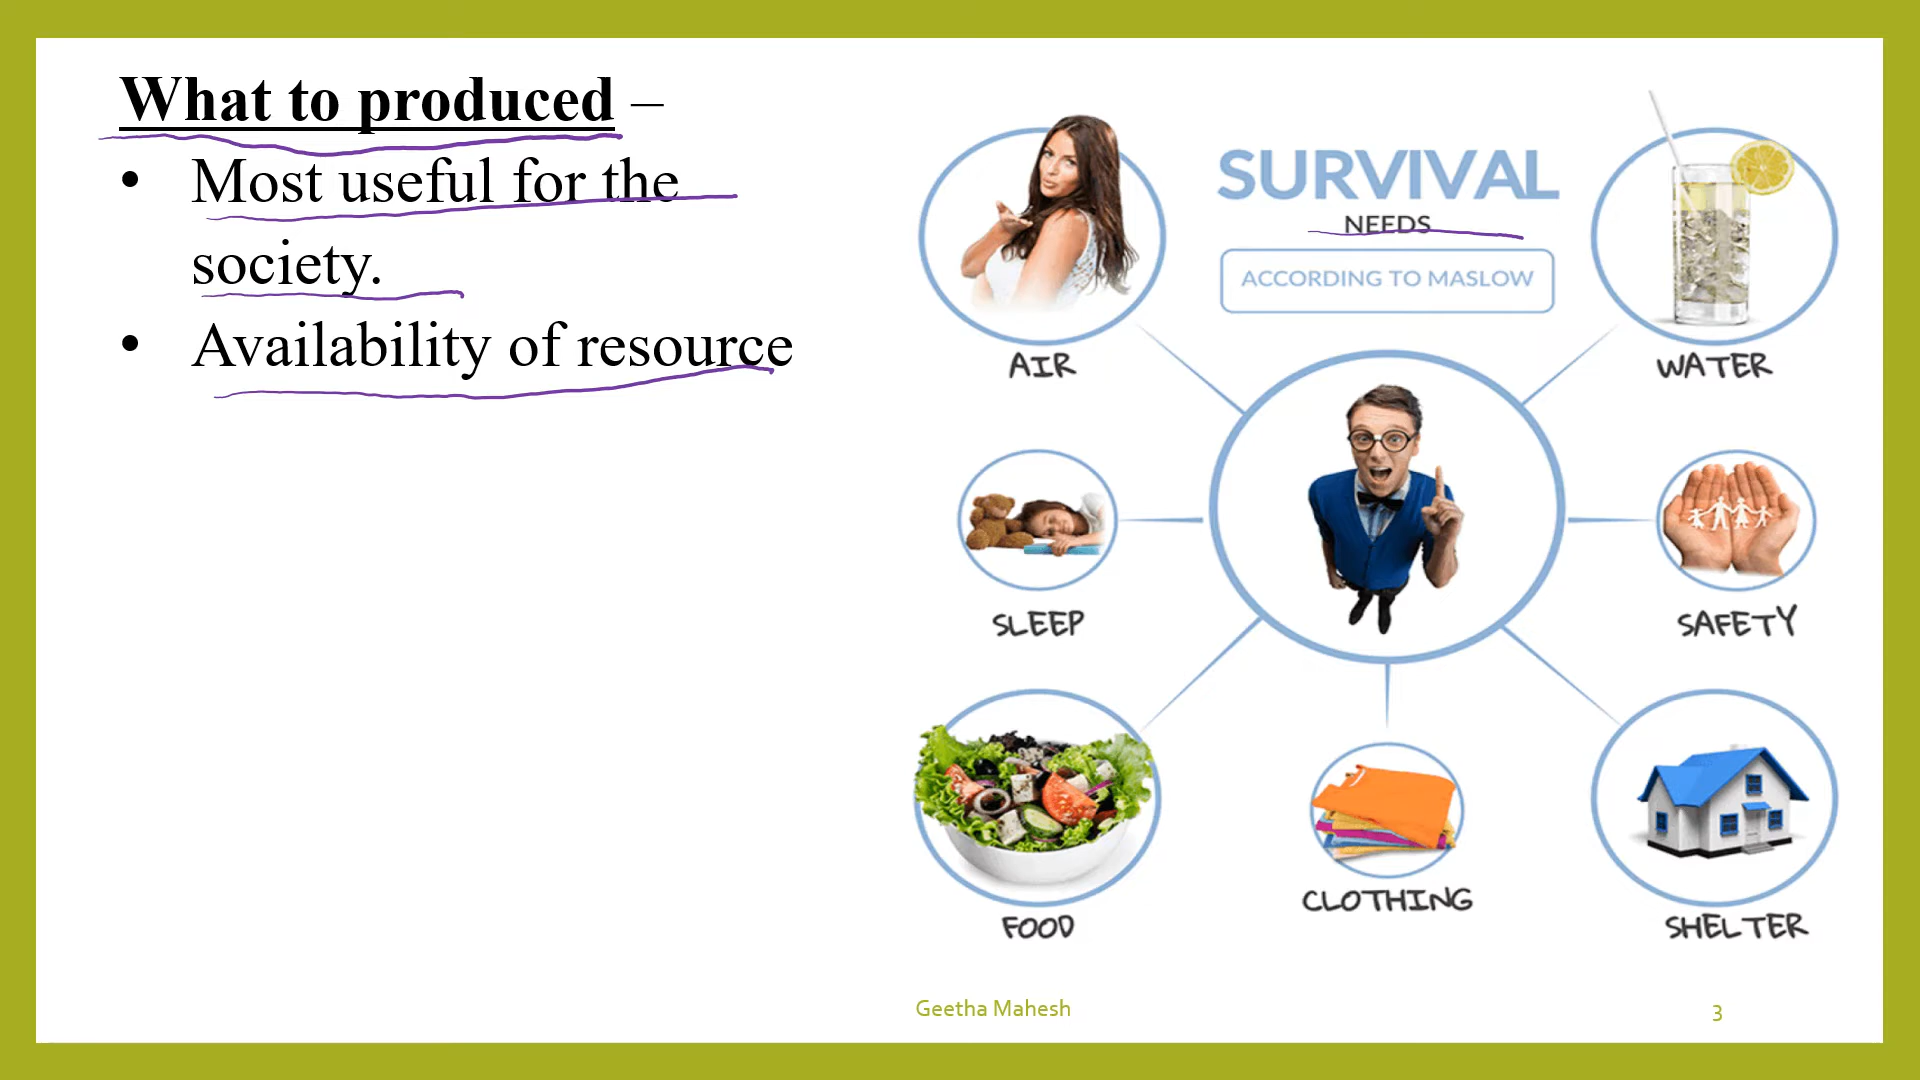 What to produced –
• Most useful for the
society.
• Availability of resource
SURVIVAL
NEEDS
ACCORDING TO MASLOW
AIR
WATER
SLEEP
SAFETY
FOOD
CLOTHING
SHELTER
Geetha Mahesh
3